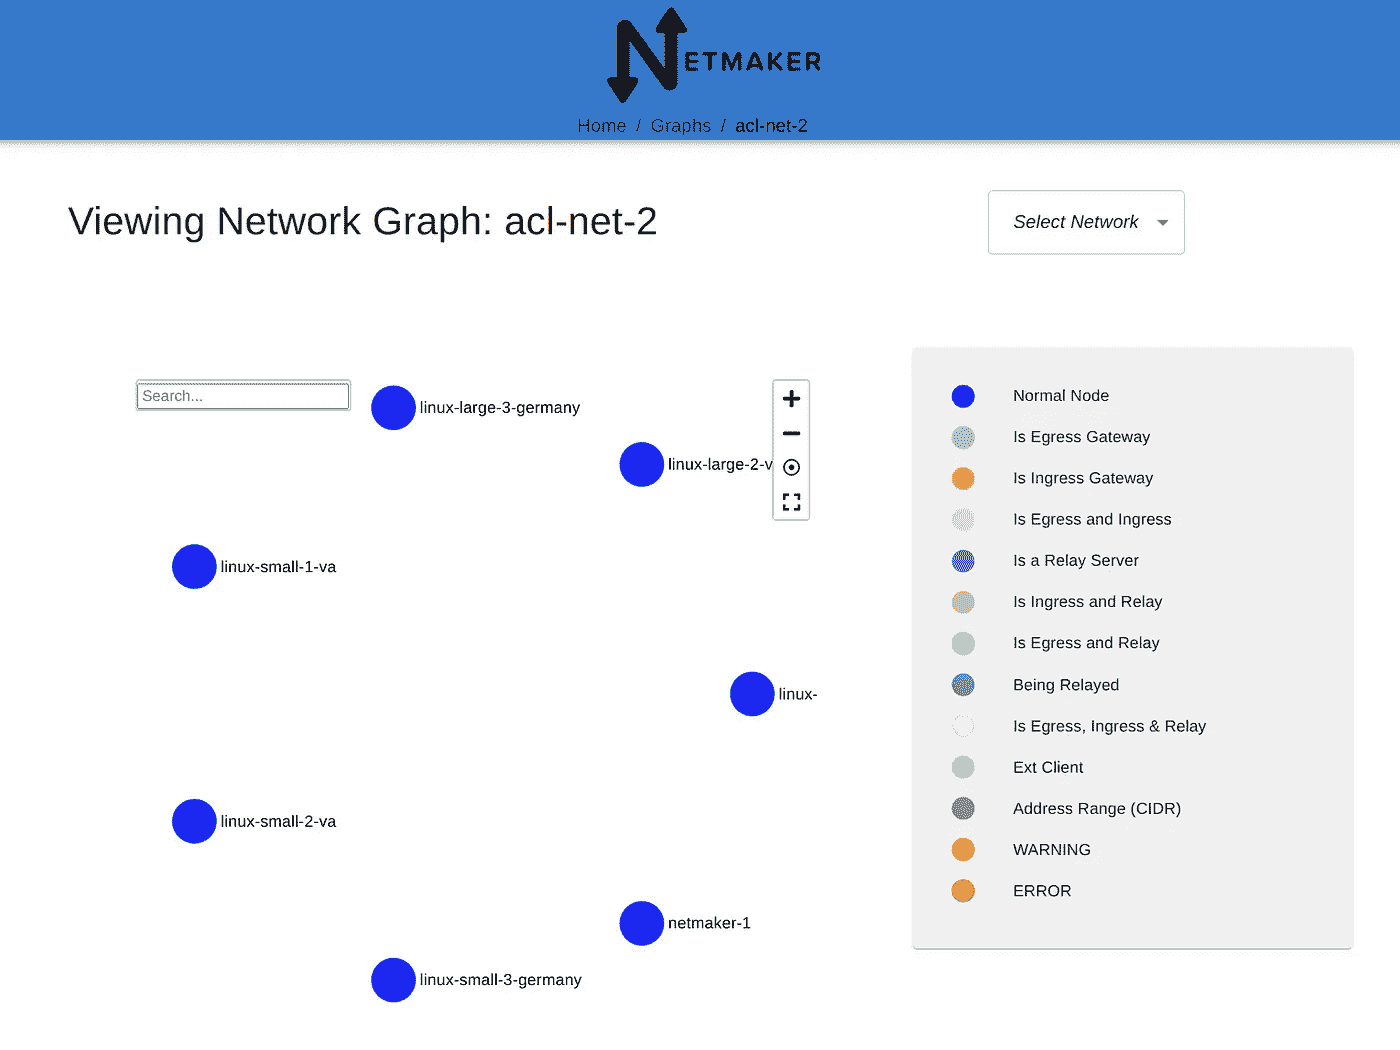 NETMAKER
Home / Graphs / acl-net-2
Viewing Network Graph: acl-net-2
Select Network
Search...
linux-large-3-germany
linux-large-2-v
linux-small-1-va
linux-
linux-small-2-va
netmaker-1
linux-small-3-germany
Normal Node
Is Egress Gateway
Is Ingress Gateway
Is Egress and Ingress
Is a Relay Server
Is Ingress and Relay
Is Egress and Relay
Being Relayed
Is Egress, Ingress & Relay
Ext Client
Address Range (CIDR)
WARNING
ERROR